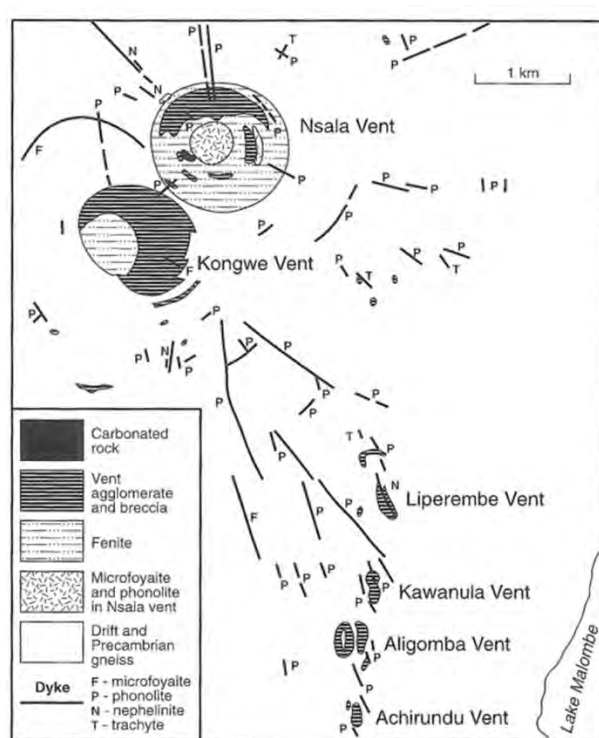 P
P
T
P
P
P
1 km
N
N
P
P
P
P
Nsala Vent
F
P
P
P
P
P
P
Kongwe Vent
F
P
P
P
T
P
T
P
P
N
P
P
P
P
P
P
P
P
T
P
N
Liperembe Vent
P
P
F
P
P
P
P
P
P
P
Kawanula Vent
P
Aligomba Vent
P
P
P
Achirundu Vent
P
Lake Malombe
Carbonated
rock
Vent
agglomerate
and breccia
Fenite
Microfoyaite
and phonolite
in Nsala vent
Drift and
Precambrian
gneiss
Dyke
F - microfoyaite
P - phonolite
N - nephelinite
T - trachyte